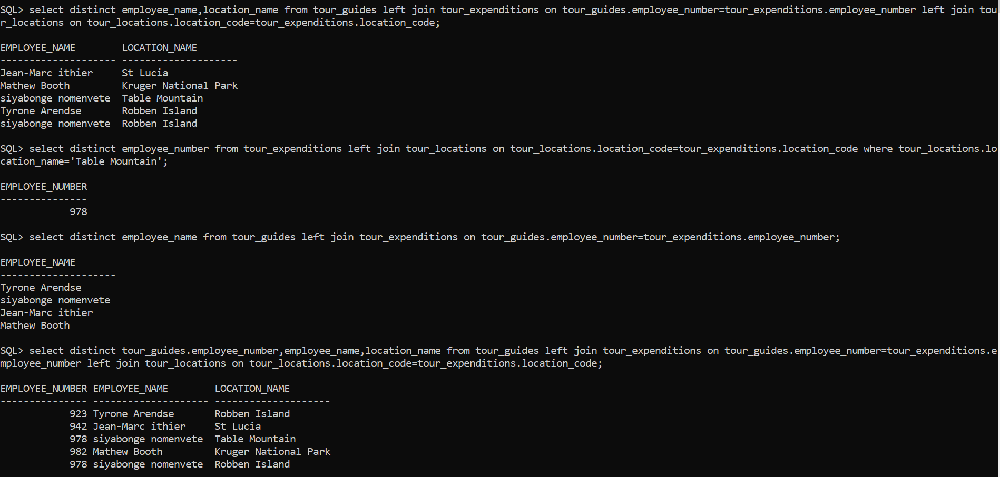 SQL> select distinct employee_name,location_name from tour_guides left join tour_expenditions on tour_guides.employee_number=tour_expenditions.employee_number left join tou
r_locations on tour_locations.location_code=tour_expenditions.location_code;
EMPLOYEE_NAME        LOCATION_NAME
-------------------- --------------------
Jean-Marc ithier     St Lucia
Mathew Booth         Kruger National Park
siyabonge nomenvete  Table Mountain
Tyrone Arendse       Robben Island
siyabonge nomenvete  Robben Island
SQL> select distinct employee_number from tour_expenditions left join tour_locations on tour_locations.location_code=tour_expenditions.location_code where tour_locations.lo
cation_name='Table Mountain';
EMPLOYEE_NUMBER
---------------
            978
SQL> select distinct employee_name from tour_guides left join tour_expenditions on tour_guides.employee_number=tour_expenditions.employee_number;
EMPLOYEE_NAME
--------------------
Tyrone Arendse
siyabonge nomenvete
Jean-Marc ithier
Mathew Booth
SQL> select distinct tour_guides.employee_number,employee_name,location_name from tour_guides left join tour_expenditions on tour_guides.employee_number=tour_expenditions.e
mployee_number left join tour_locations on tour_locations.location_code=tour_expenditions.location_code;
EMPLOYEE_NUMBER EMPLOYEE_NAME        LOCATION_NAME
--------------- -------------------- --------------------
            923 Tyrone Arendse       Robben Island
            942 Jean-Marc ithier     St Lucia
            978 siyabonge nomenvete  Table Mountain
            982 Mathew Booth         Kruger National Park
            978 siyabonge nomenvete  Robben Island